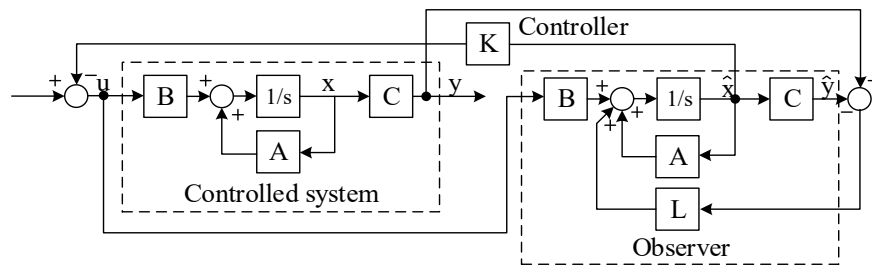 Controller
K
+
−
u
B
+
+
1/s
x
A
C
y
Controlled system
B
+
+
+
1/s
x̂
A
L
C
ŷ
−
−
Observer